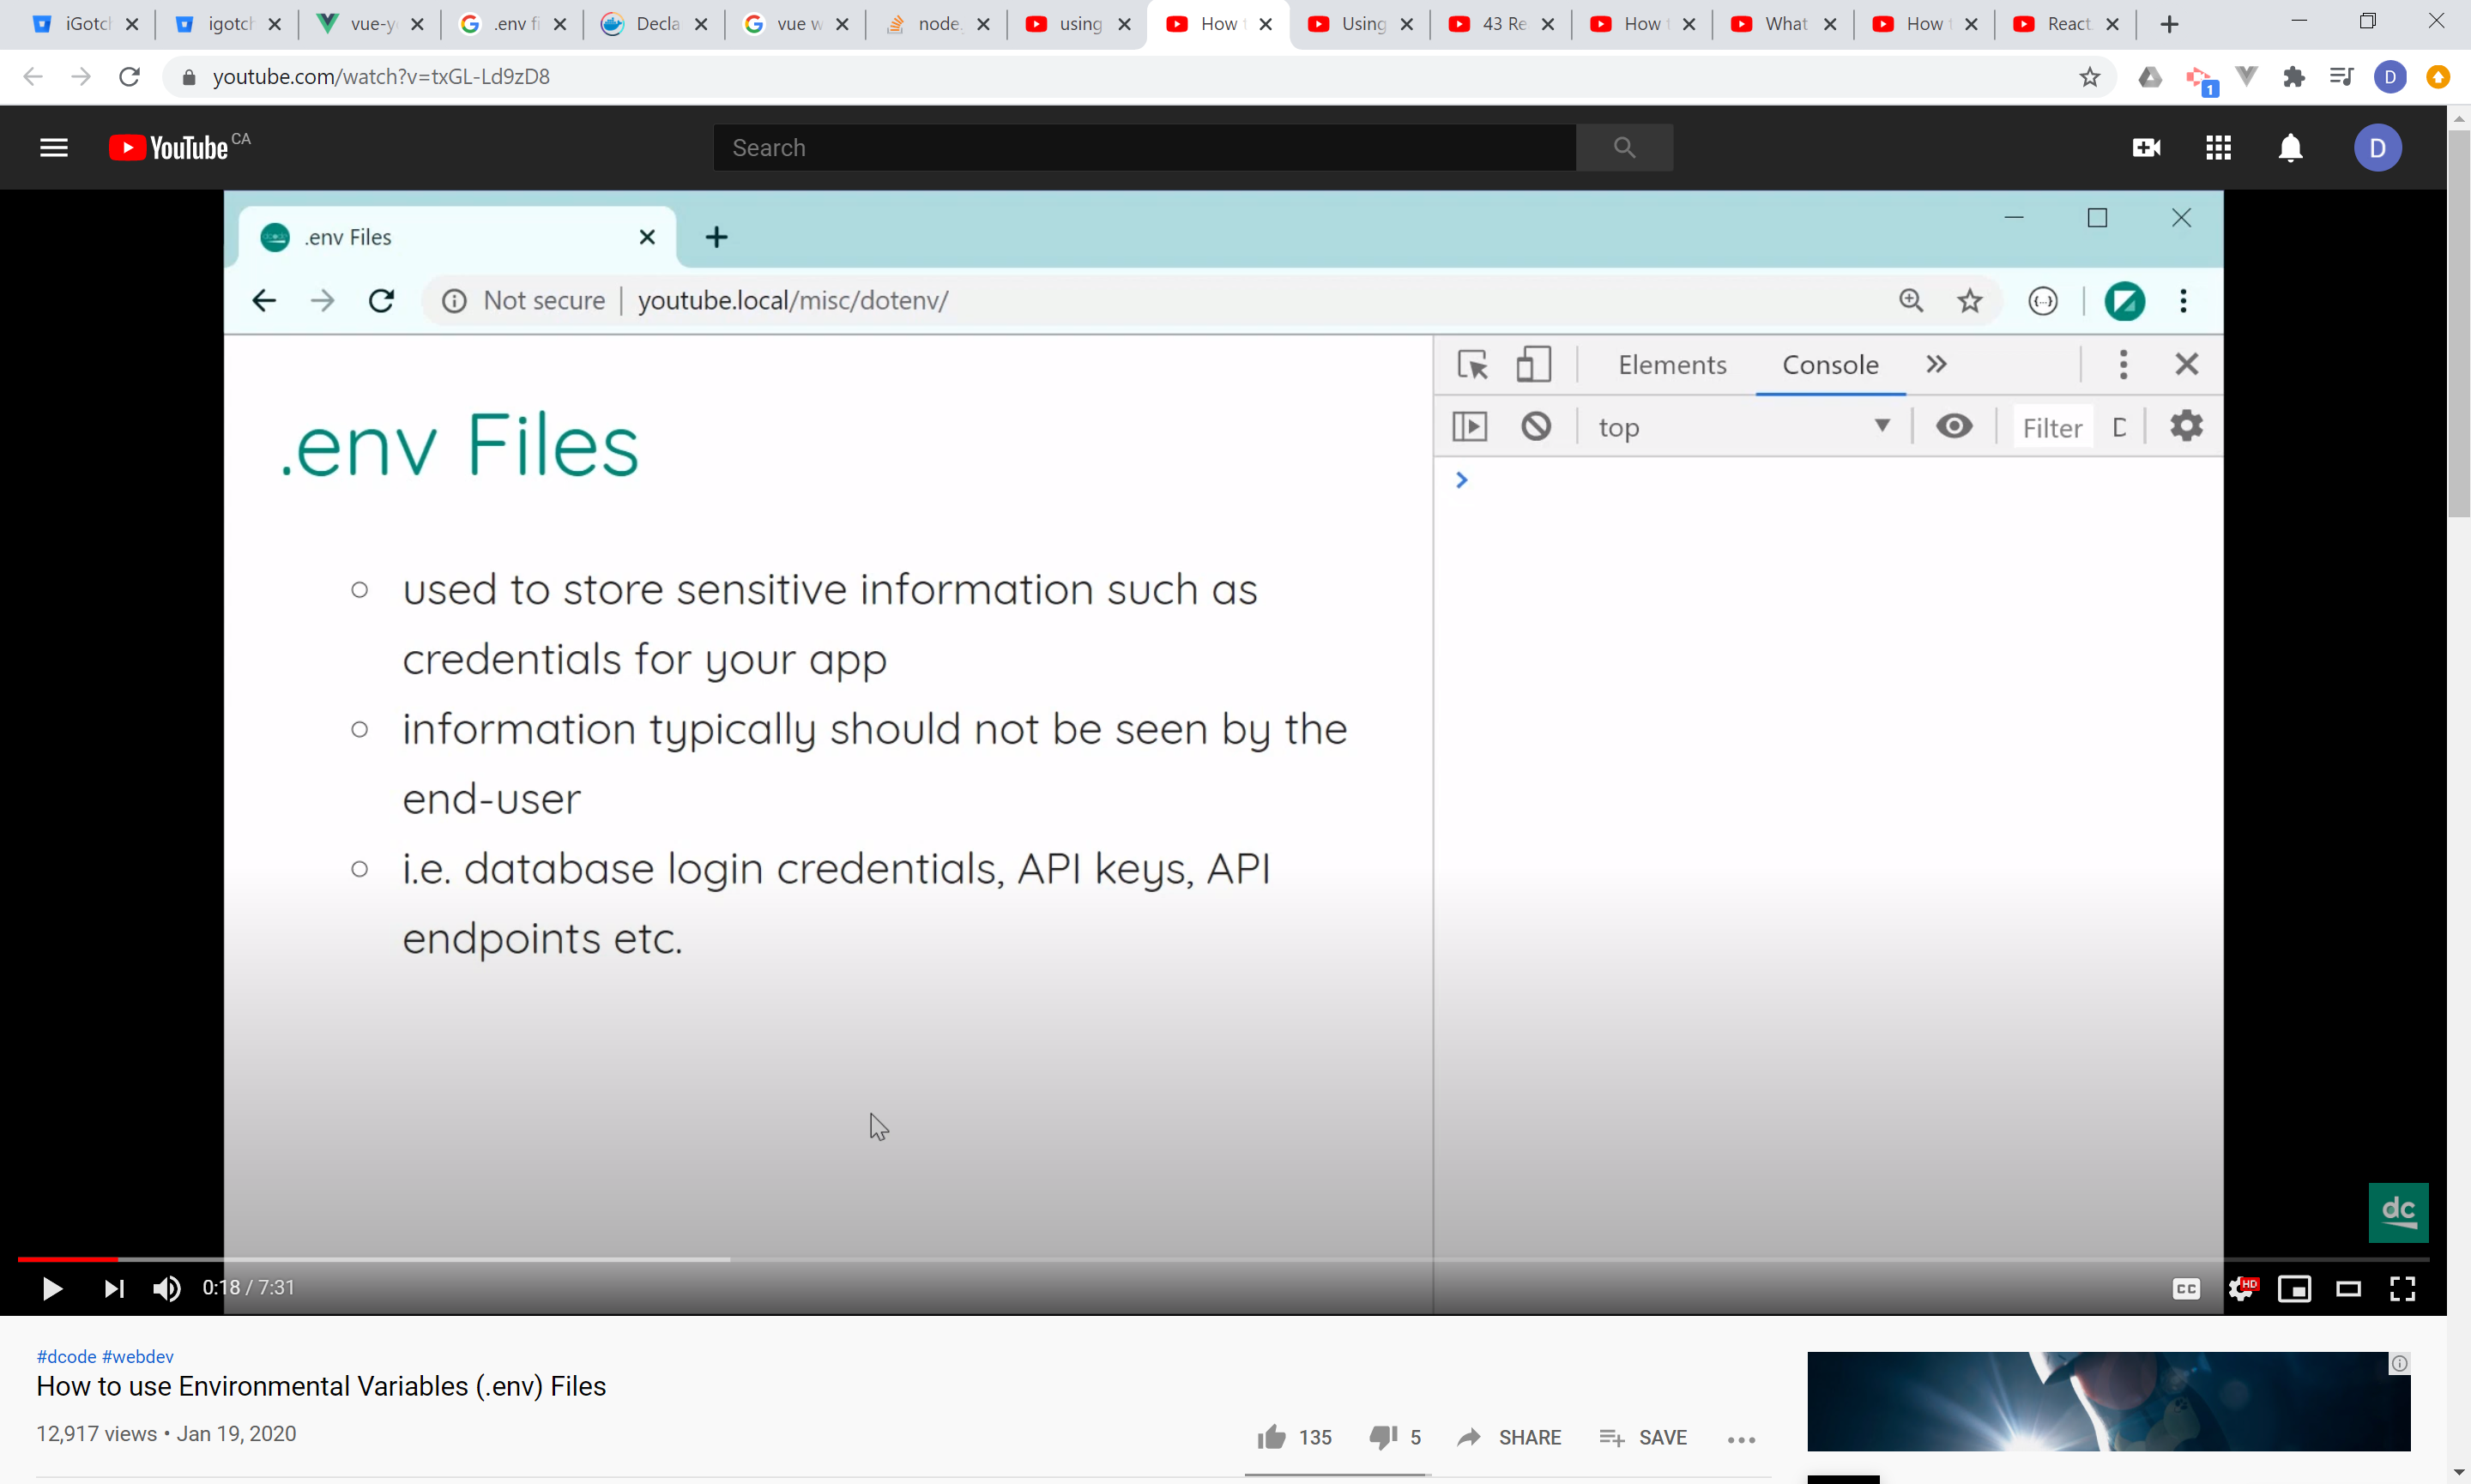 iGotcl
igotcl
vue-y
.env fi
Decla
vue w
node.
using
How t
Using
43 Re
How t
What
How t
React
youtube.com/watch?v=txGL-Ld9zD8
1
D
YouTube CA
Search
D
.env Files
Not secure youtube.local/misc/dotenv/
Elements Console
top Filter D
.env Files
used to store sensitive information such as
credentials for your app
information typically should not be seen by the
end-user
i.e. database login credentials, API keys, API
endpoints etc.
dc
0:18 / 7:31
CC HD
#dcode #webdev
How to use Environmental Variables (.env) Files
12,917 views • Jan 19, 2020
135 5 SHARE SAVE